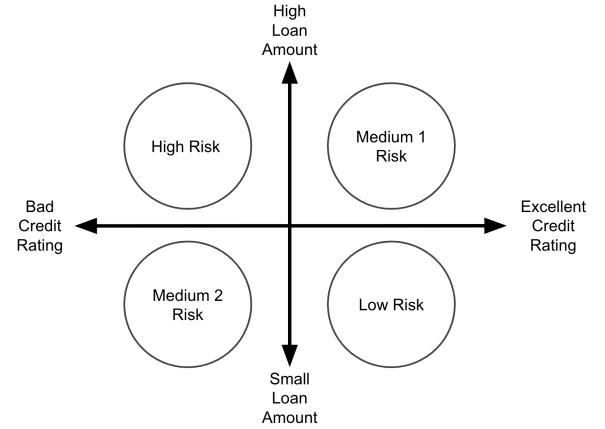 High
Loan
Amount
High Risk
Medium 1
Risk
Bad
Credit
Rating
Excellent
Credit
Rating
Medium 2
Risk
Low Risk
Small
Loan
Amount